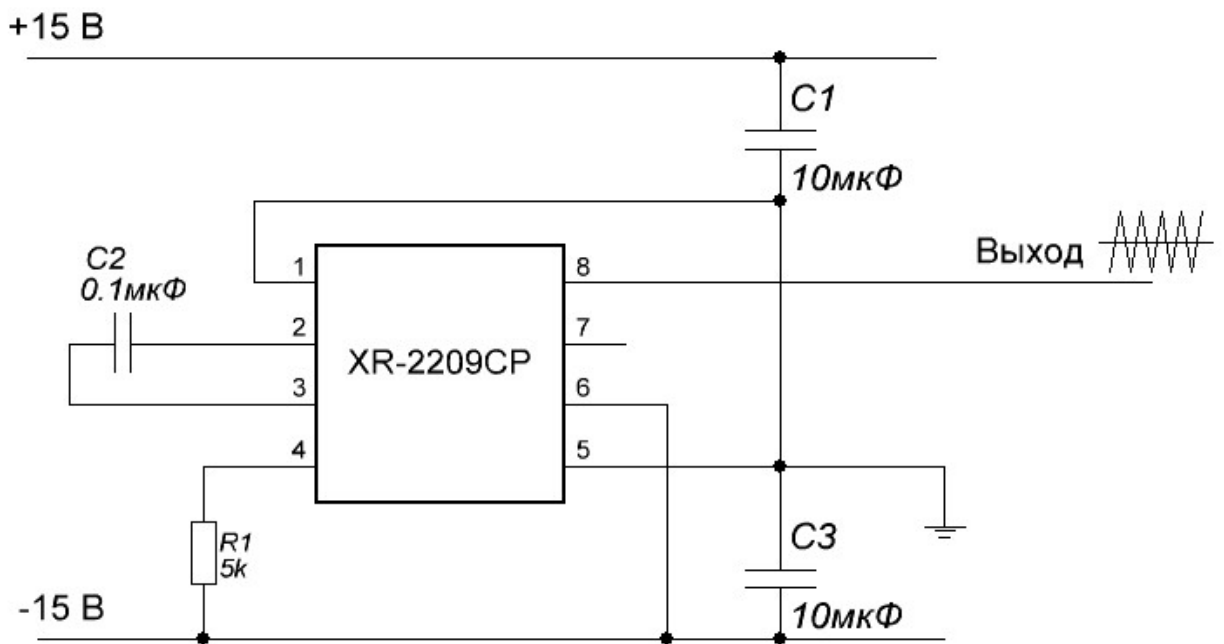 +15 В
C1
10мкФ
C2
0.1мкФ
Выход
1
8
2
7
XR-2209CP
3
6
4
5
R1
5k
C3
10мкФ
-15 В